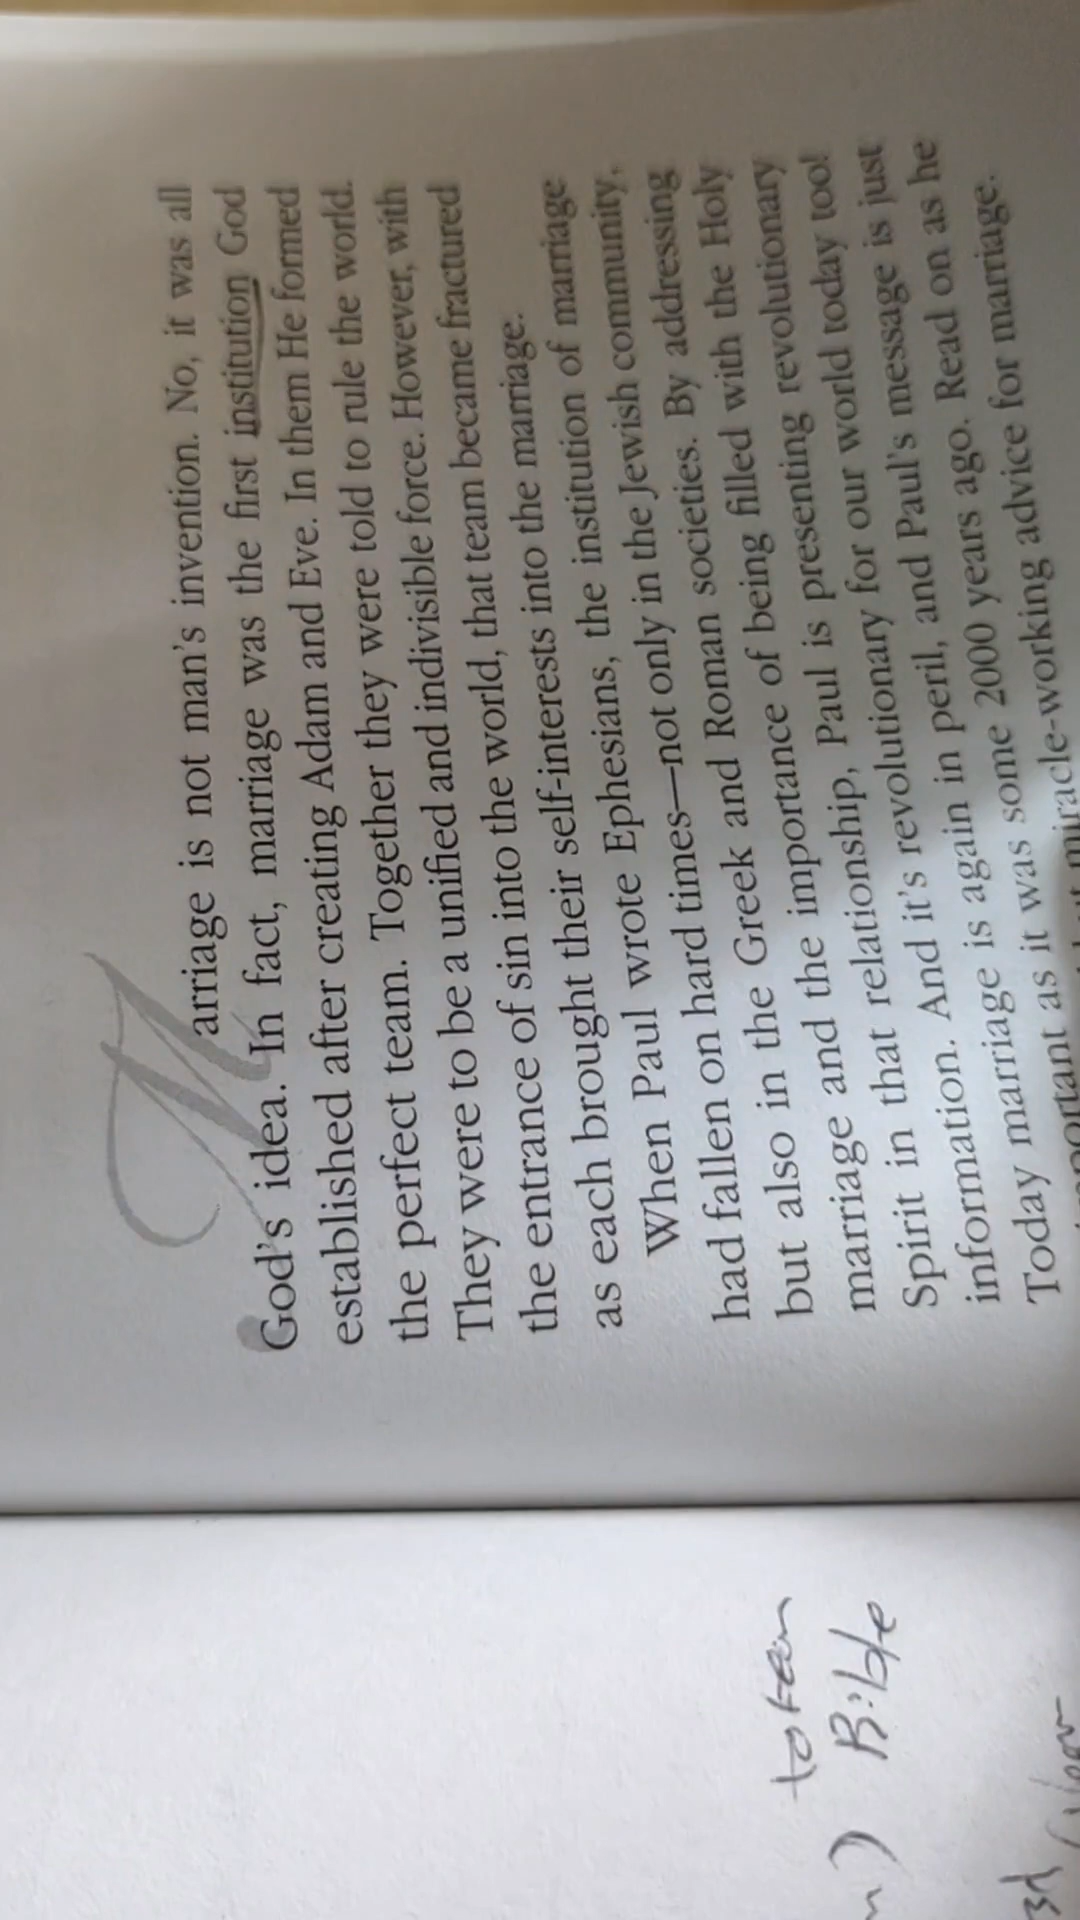 Marriage is not man's invention. No, it was all
God's idea. In fact, marriage was the first institution God
established after creating Adam and Eve. In them He formed
the perfect team. Together they were told to rule the world.
They were to be a unified and indivisible force. However, with
the entrance of sin into the world, that team became fractured
as each brought their self-interests into the marriage.
When Paul wrote Ephesians, the institution of marriage
had fallen on hard times—not only in the Jewish community,
but also in the Greek and Roman societies. By addressing
marriage and the importance of being filled with the Holy
Spirit in that relationship, Paul is presenting revolutionary
information. And it's revolutionary for our world today too!
Today marriage is again in peril, and Paul's message is just
important as it was some 2000 years ago. Read on as he
miracle-working advice for marriage.
Bible